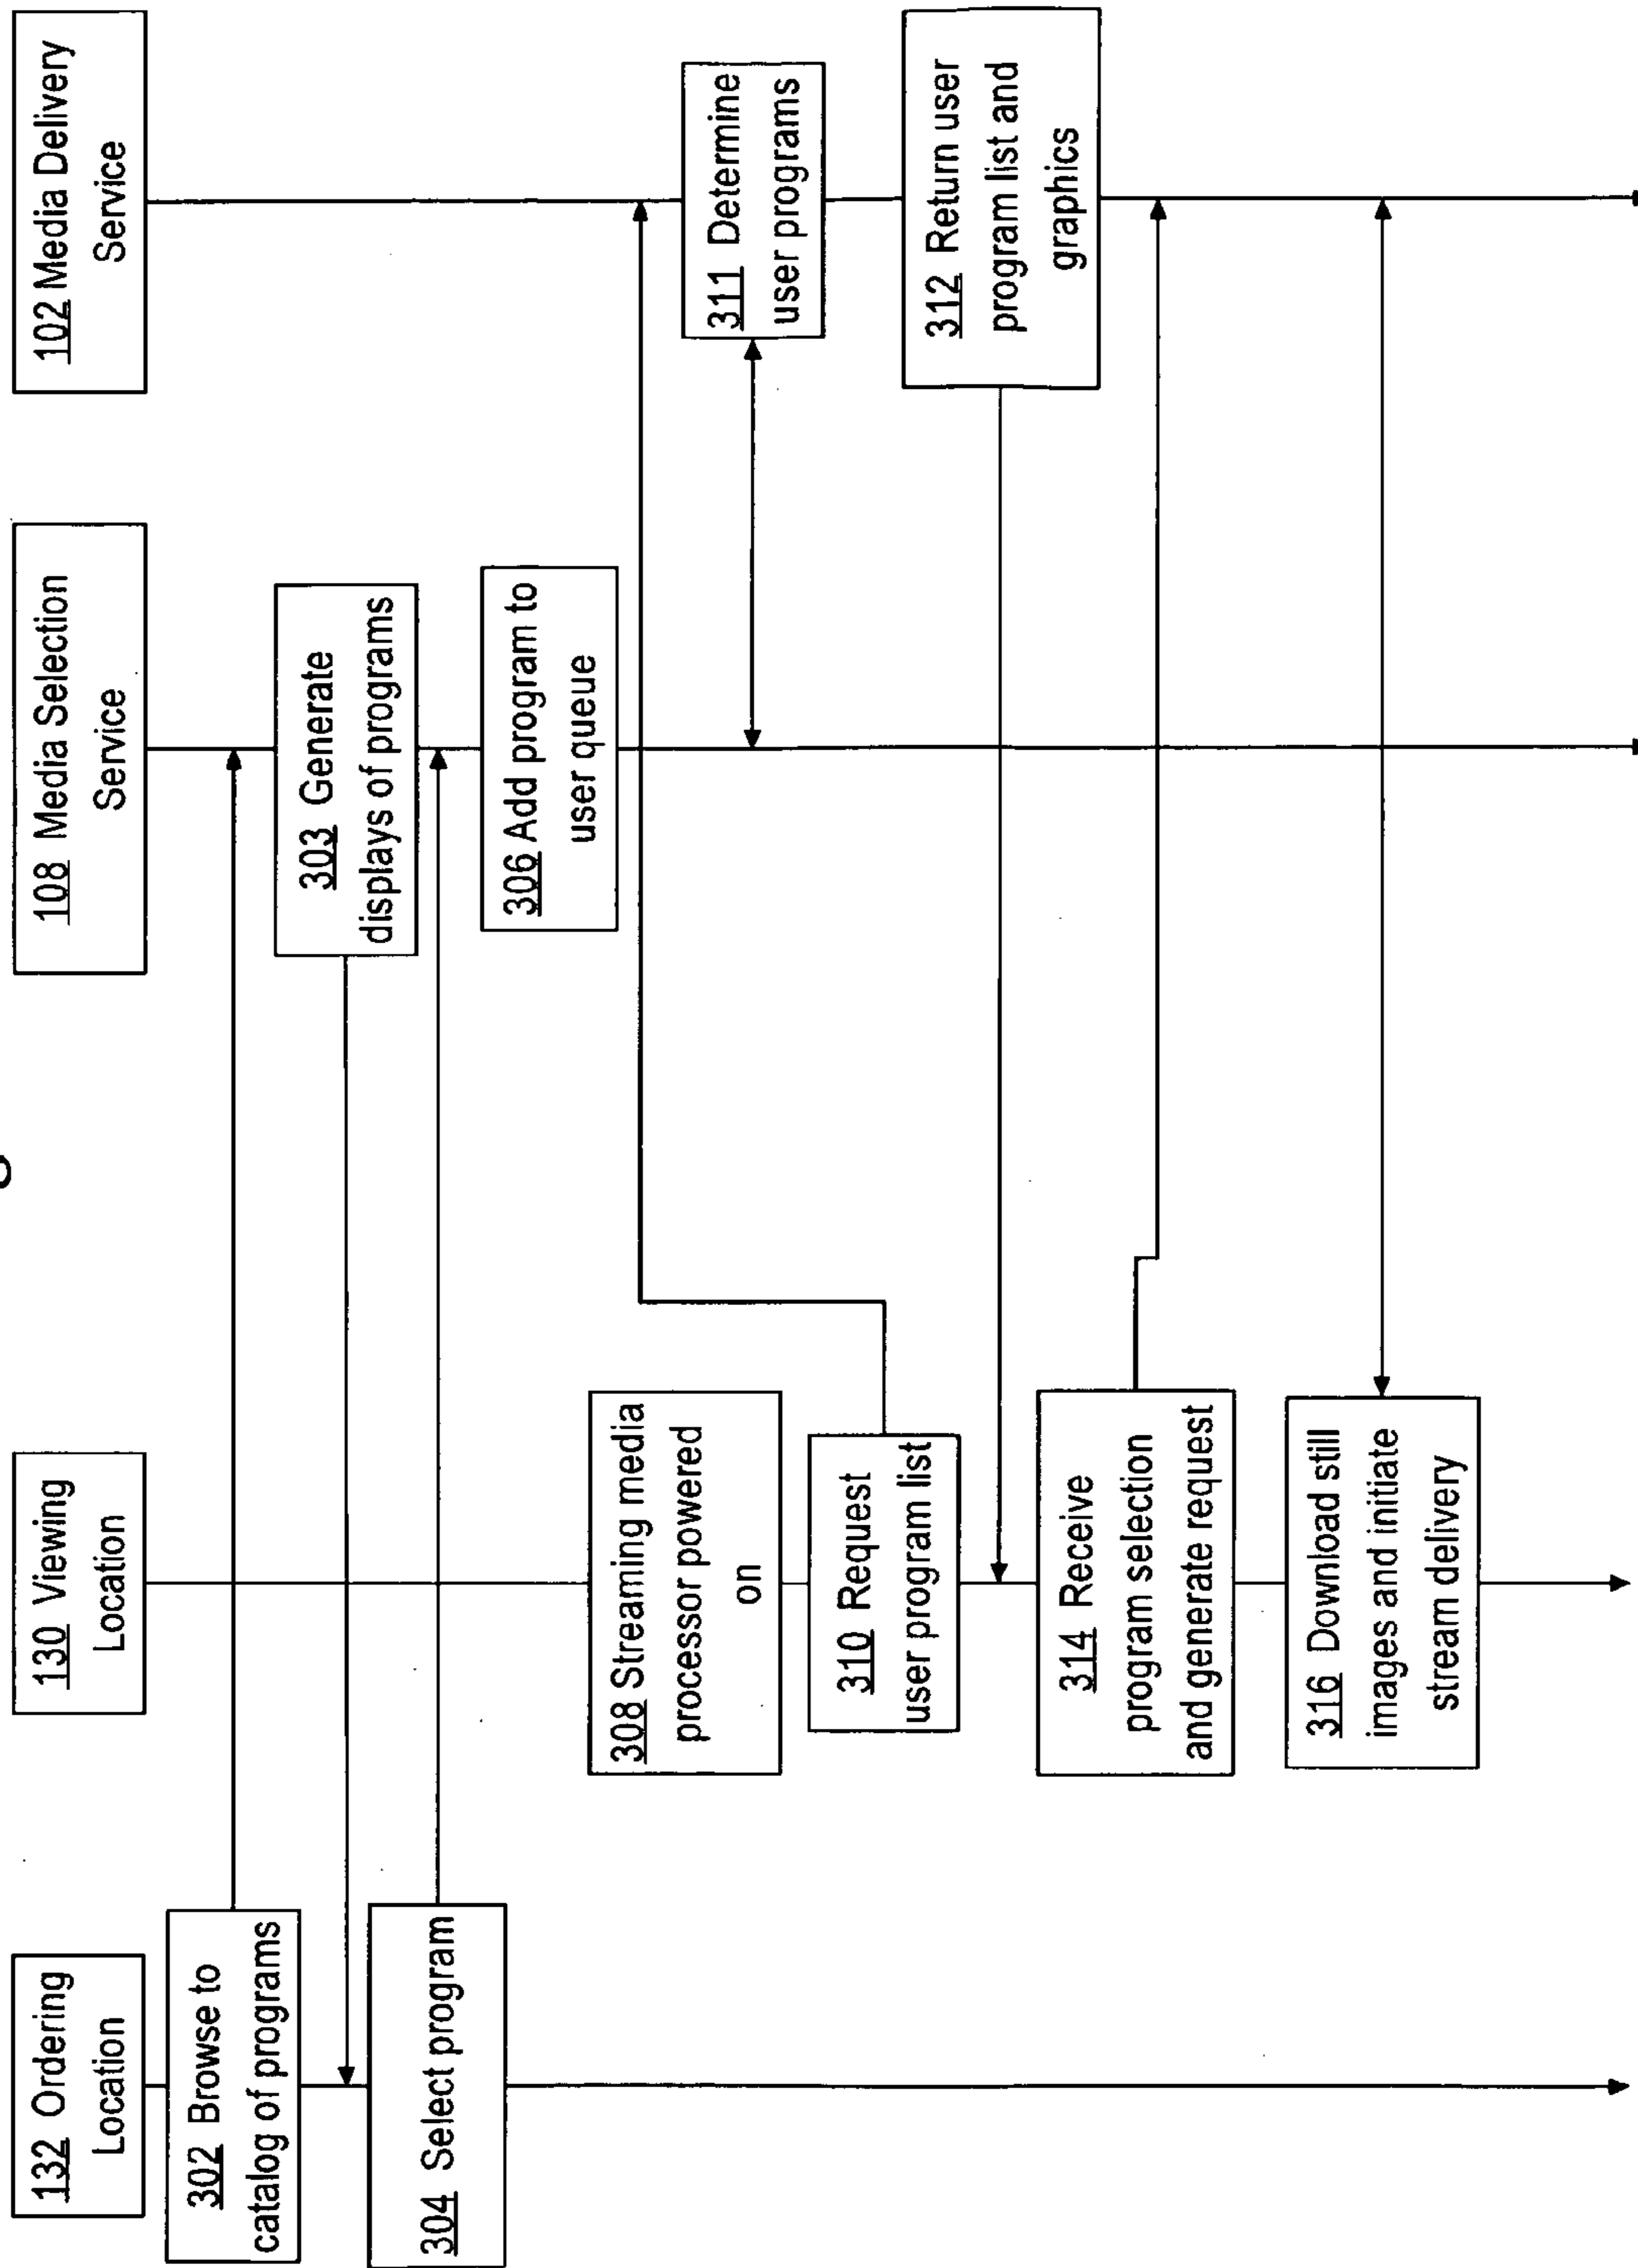 132 Ordering
Location
130 Viewing
Location
108 Media Selection
Service
102 Media Delivery
Service
302 Browse to
catalog of programs
303 Generate
displays of programs
304 Select program
306 Add program to
user queue
308 Streaming media
processor powered
on
310 Request
user program list
311 Determine
user programs
312 Return user
program list and
graphics
314 Receive
program selection
and generate request
316 Download still
images and initiate
stream delivery